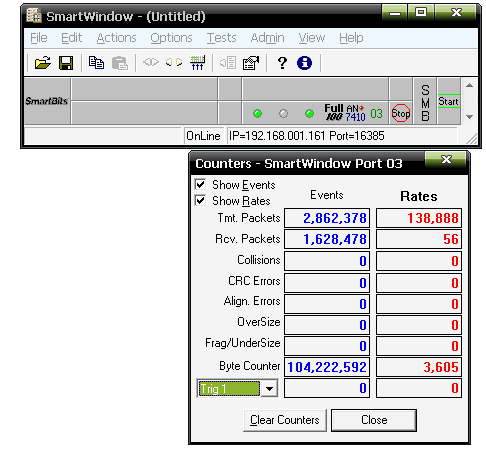 SmartWindow - (Untitled)
File Edit Actions Options Tests Admin View Help
SmartBits
Full 100 AN+ 7410 03 Stop SMB Start
OnLine IP=192.168.001.161 Port=16385
Counters - SmartWindow Port 03
Show Events
Show Rates
Events Rates
Tmt. Packets 2,862,378 138,888
Rcv. Packets 1,628,478 56
Collisions 0 0
CRC Errors 0 0
Align. Errors 0 0
OverSize 0 0
Frag/UnderSize 0 0
Byte Counter 104,222,592 3,605
Trig 1 0 0
Clear Counters Close